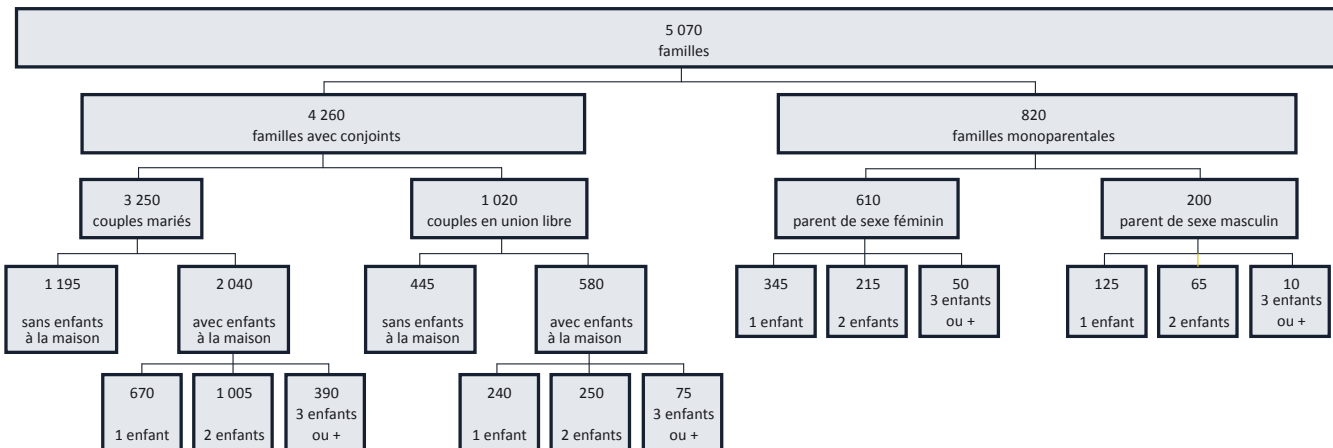 5 070
familles
4 260
familles avec conjoints
820
familles monoparentales
3 250
couples mariés
1 020
couples en union libre
610
parent de sexe féminin
200
parent de sexe masculin
1 195
sans enfants
à la maison
2 040
avec enfants
à la maison
445
sans enfants
à la maison
580
avec enfants
à la maison
345
1 enfant
215
2 enfants
50
3 enfants
ou +
125
1 enfant
65
2 enfants
10
3 enfants
ou +
670
1 enfant
1 005
2 enfants
390
3 enfants
ou +
240
1 enfant
250
2 enfants
75
3 enfants
ou +